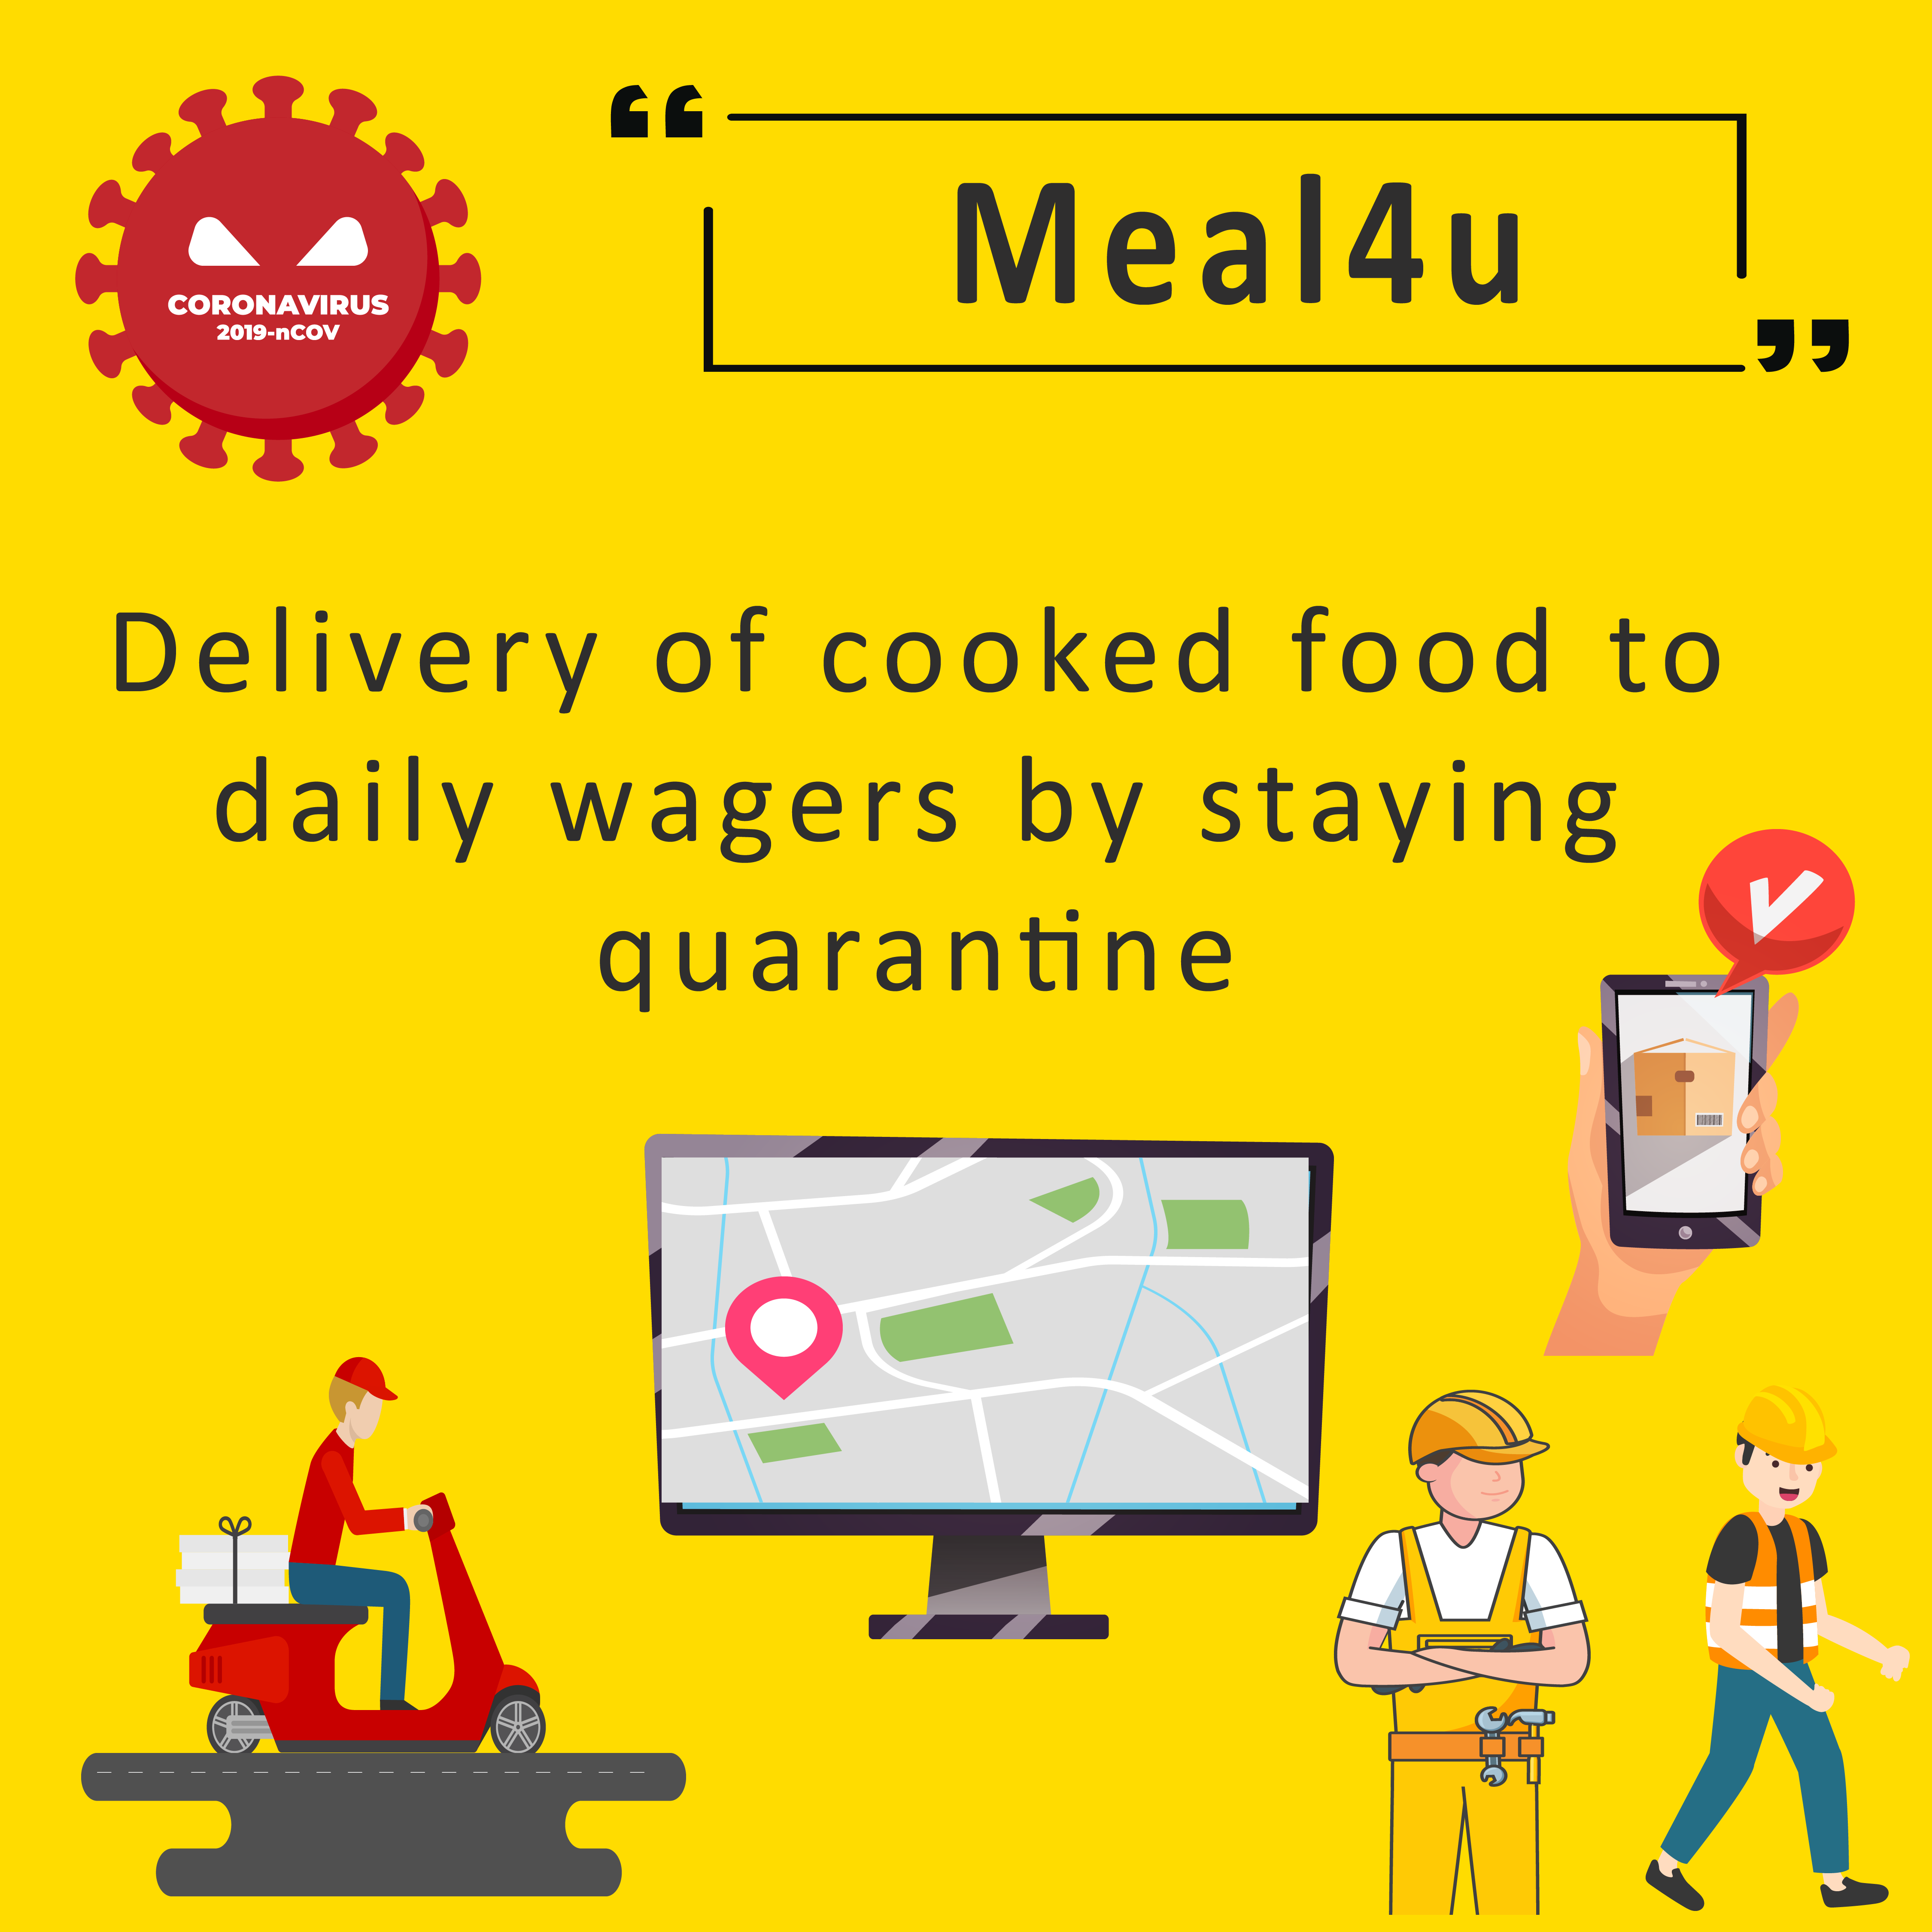 CORONAVIRUS
2019-nCOV
“Meal4u”
Delivery of cooked food to
daily wagers by staying
quarantine